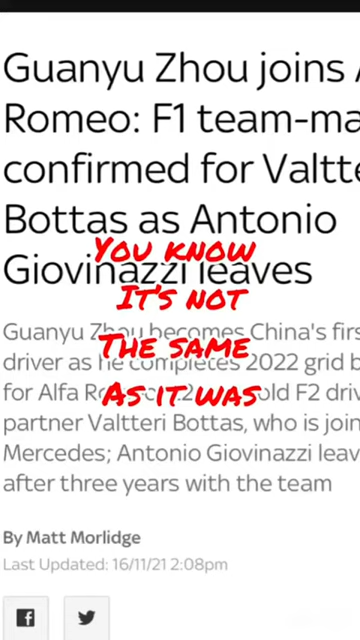 Guanyu Zhou joins
Romeo: F1 team-ma
confirmed for Valtte
Bottas as Antonio
YOU KNOW
Giovinazzi leaves
IT'S NOT
Guanyu Zhou becomes China's firs
THE SAME
driver as he completes 2022 grid b
AS IT WAS
for Alfa old F2 driv
partner Valtteri Bottas, who is join
Mercedes; Antonio Giovinazzi leav
after three years with the team
By Matt Morlidge
Last Updated: 16/11/21 2:08pm